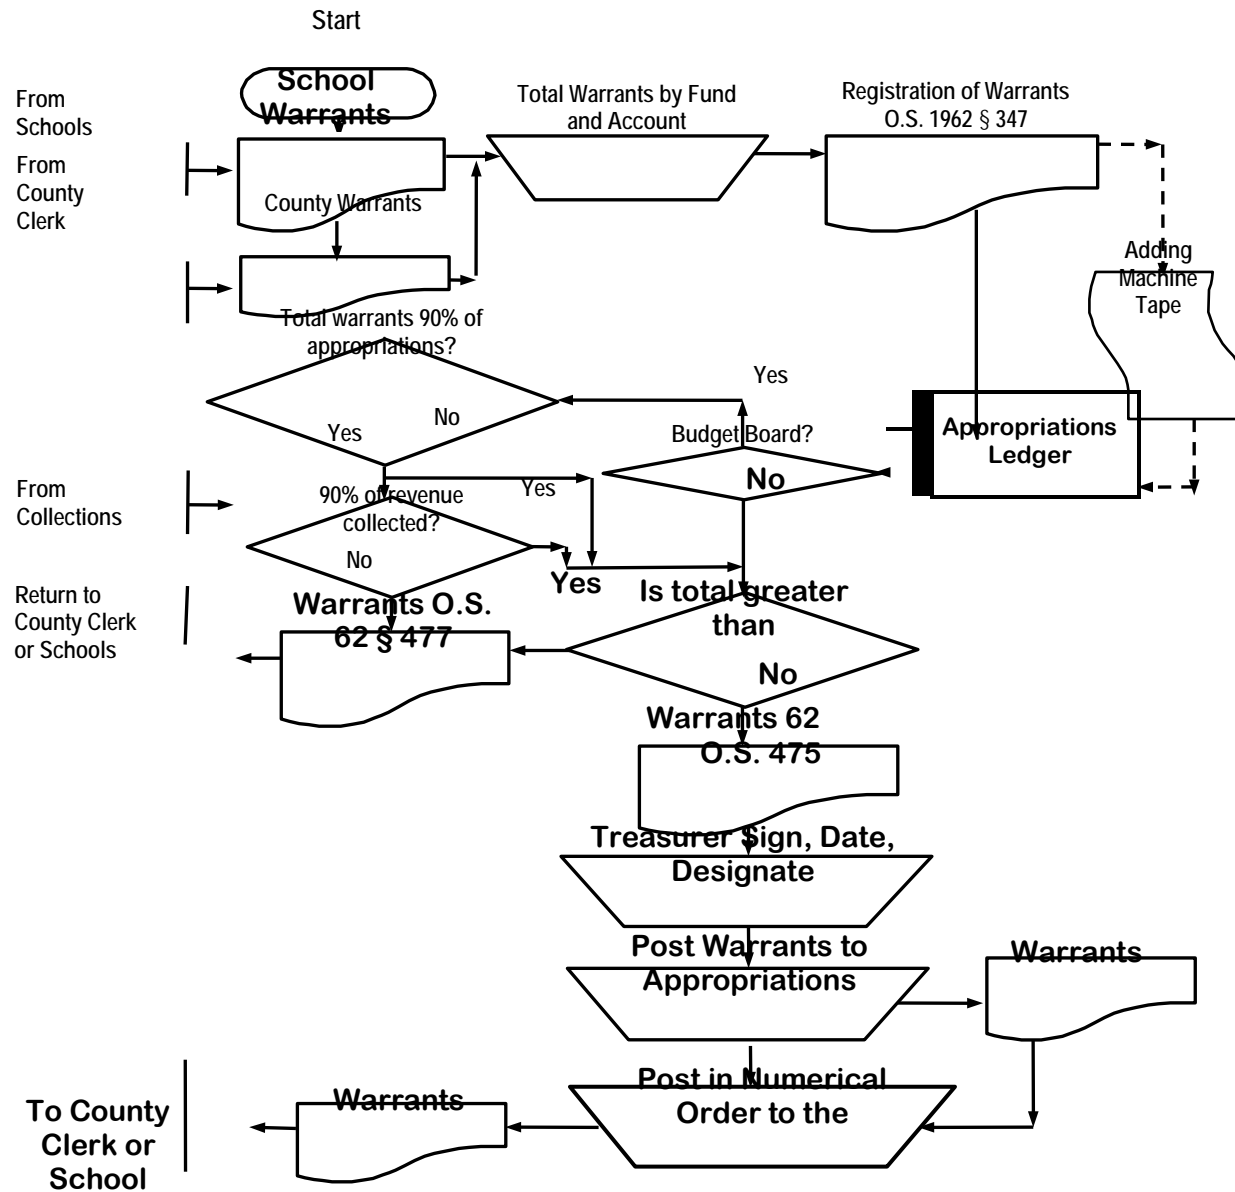 Start
School
Warrants
From
Schools
From
County
Clerk
Total Warrants by Fund
and Account
Registration of Warrants
O.S. 1962 § 347
County Warrants
Adding
Machine
Tape
Total warrants 90% of
appropriations?
Yes
No
Yes
Budget Board?
No
Appropriations
Ledger
From
Collections
90% of revenue
collected?
Yes
No
Yes
Return to
County Clerk
or Schools
Warrants O.S.
62 § 477
Is total greater
than
No
Warrants 62
O.S. 475
Treasurer Sign, Date,
Designate
Post Warrants to
Appropriations
Warrants
Post in Numerical
Order to the
Warrants
To County
Clerk or
School